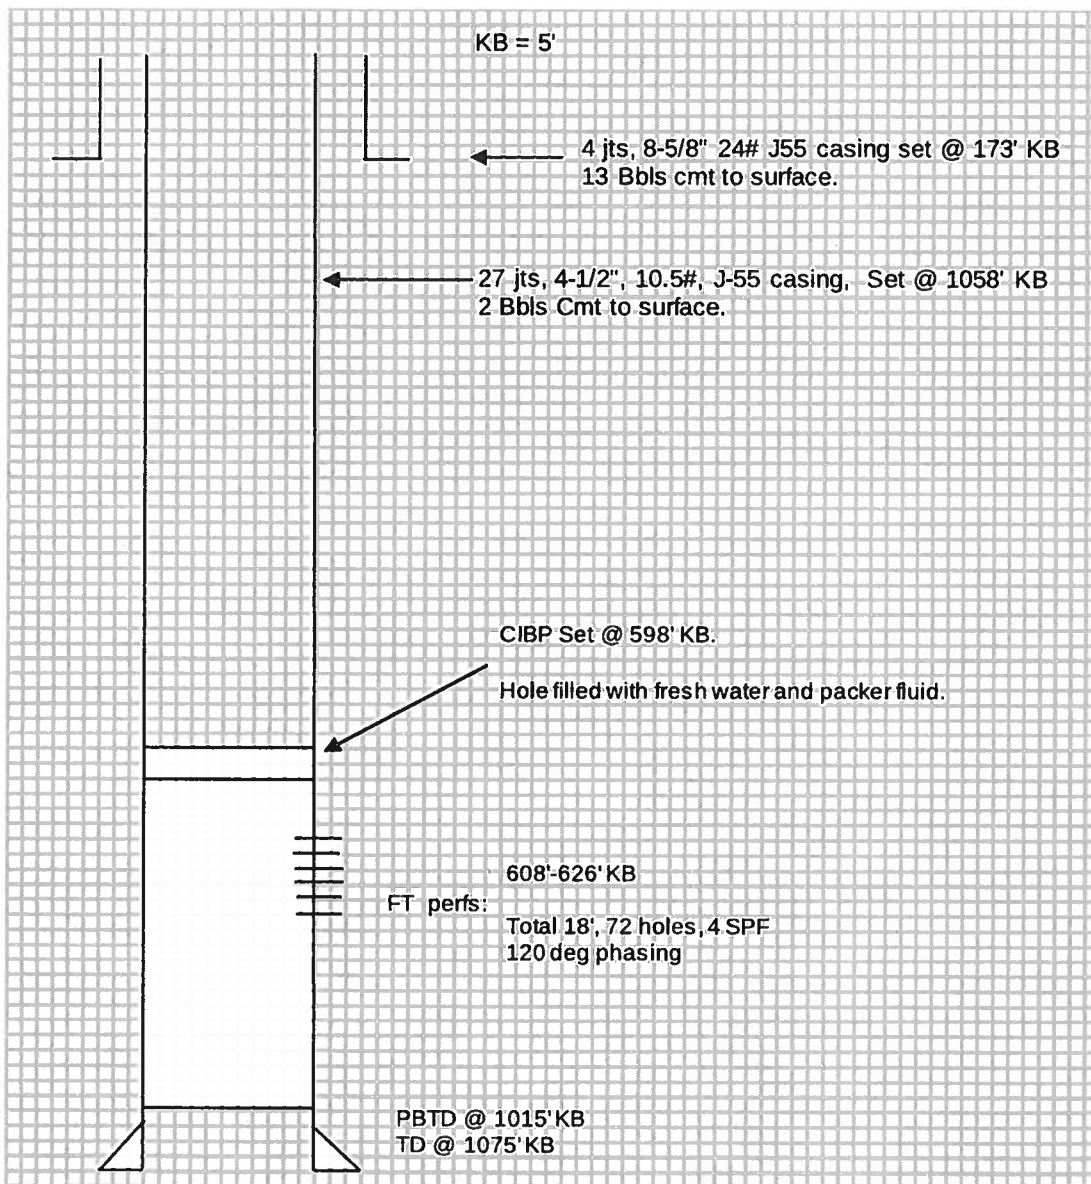 KB = 5'
4 jts, 8-5/8" 24# J55 casing set @ 173' KB
13 Bbls cmt to surface.
27 jts, 4-1/2", 10.5#, J-55 casing, Set @ 1058' KB
2 Bbls Cmt to surface.
CIBP Set @ 598' KB.
Hole filled with fresh water and packer fluid.
608'-626' KB
FT perfs:
Total 18', 72 holes, 4 SPF
120 deg phasing
PBTD @ 1015' KB
TD @ 1075' KB